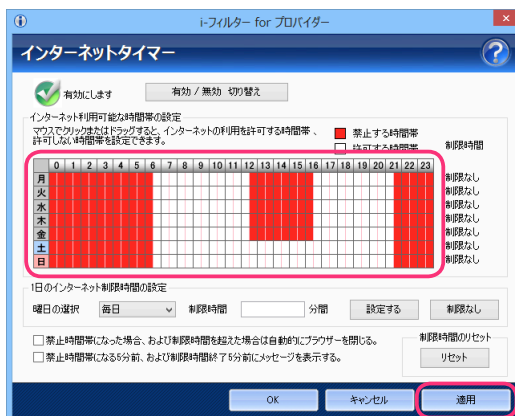 i-フィルター for プロバイダー
インターネットタイマー
有効にします
有効 / 無効 切り替え
インターネット利用可能な時間帯の設定
マウスでクリックまたはドラッグすると、インターネットの利用を許可する時間帯、
許可しない時間帯を設定できます。
禁止する時間帯
許可する時間帯
制限時間
0 1 2 3 4 5 6 7 8 9 10 11 12 13 14 15 16 17 18 19 20 21 22 23
月 制限なし
火 制限なし
水 制限なし
木 制限なし
金 制限なし
土 制限なし
日 制限なし
1日のインターネット制限時間の設定
曜日の選択 毎日 制限時間 分間 設定する 制限なし
禁止時間帯になった場合、および制限時間を超えた場合は自動的にブラウザーを閉じる。
禁止時間帯になる5分前、および制限時間終了5分前にメッセージを表示する。
制限時間のリセット
リセット
OK キャンセル 適用